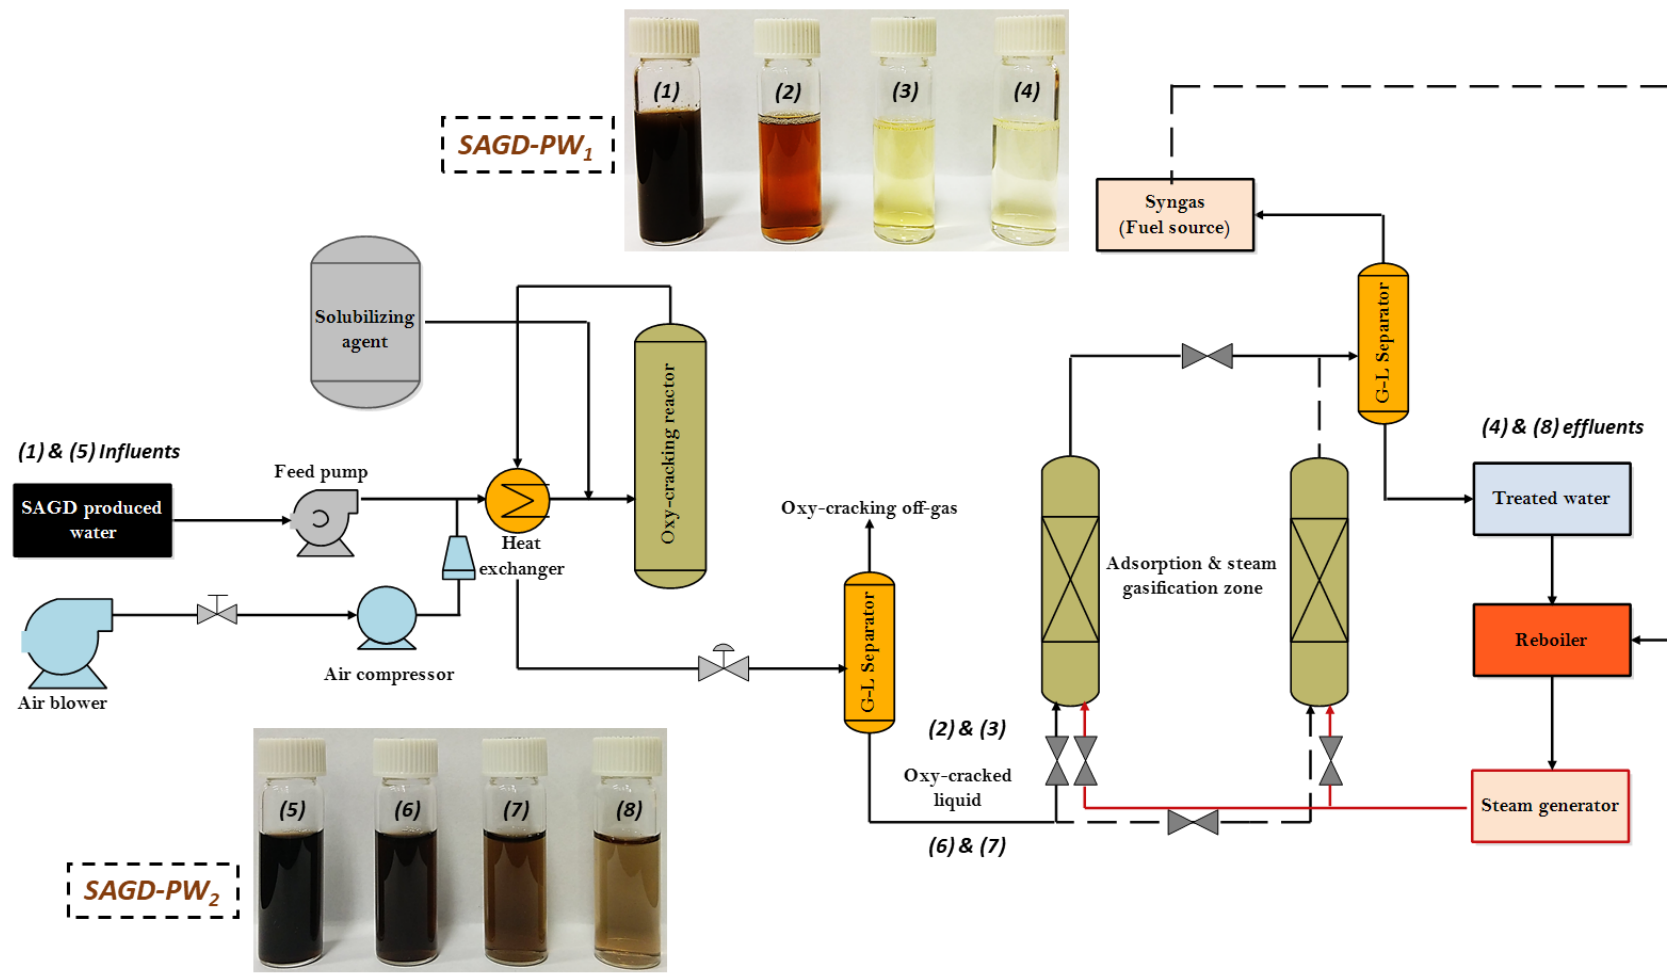 (1)
(2)
(3)
(4)
SAGD-PW1
Syngas
(Fuel source)
G-L Separator
Solubilizing
agent
Oxy-cracking reactor
(1) & (5) Influents
Feed pump
SAGD produced
water
Heat
exchanger
Air compressor
Air blower
Oxy-cracking off-gas
G-L Separator
Adsorption & steam
gasification zone
(4) & (8) effluents
Treated water
Reboiler
Steam generator
(2) & (3)
Oxy-cracked
liquid
(6) & (7)
(5)
(6)
(7)
(8)
SAGD-PW2